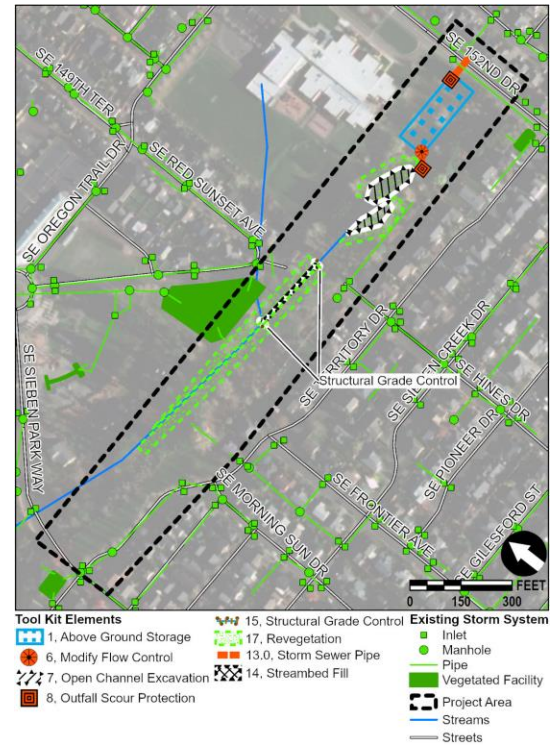 SE 152ND DR
SE 149TH TER
SE OREGON TRAIL DR
SE RED SUNSET AVE
SE SIEBEN PARK WAY
Structural Grade Control
SE TERRITORY DR
SE SIEBEN CREEK DR
SE HINES DR
SE PIONEER DR
SE FRONTIER AVE
SE MORNING SUN DR
SE GILESFORD ST
FEET
0 150 300
Tool Kit Elements
1, Above Ground Storage
6, Modify Flow Control
7, Open Channel Excavation
8, Outfall Scour Protection
15, Structural Grade Control
17, Revegetation
13.0, Storm Sewer Pipe
14, Streambed Fill
Existing Storm System
Inlet
Manhole
Pipe
Vegetated Facility
Project Area
Streams
Streets